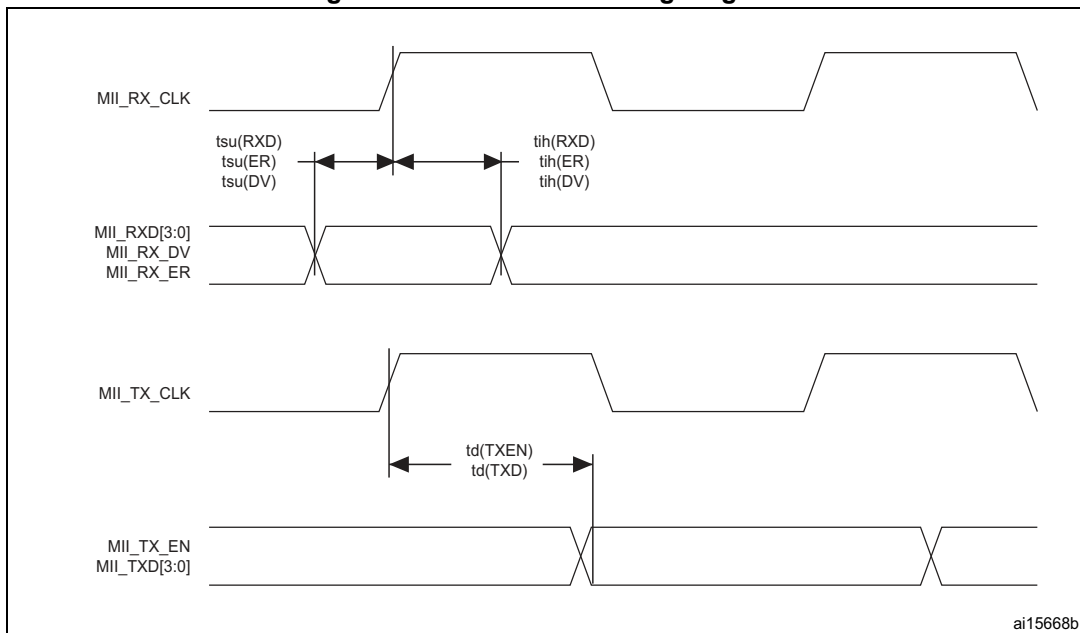 MII_RX_CLK
tsu(RXD)
tsu(ER)
tsu(DV)
tih(RXD)
tih(ER)
tih(DV)
MII_RXD[3:0]
MII_RX_DV
MII_RX_ER
MII_TX_CLK
td(TXEN)
td(TXD)
MII_TX_EN
MII_TXD[3:0]
ai15668b